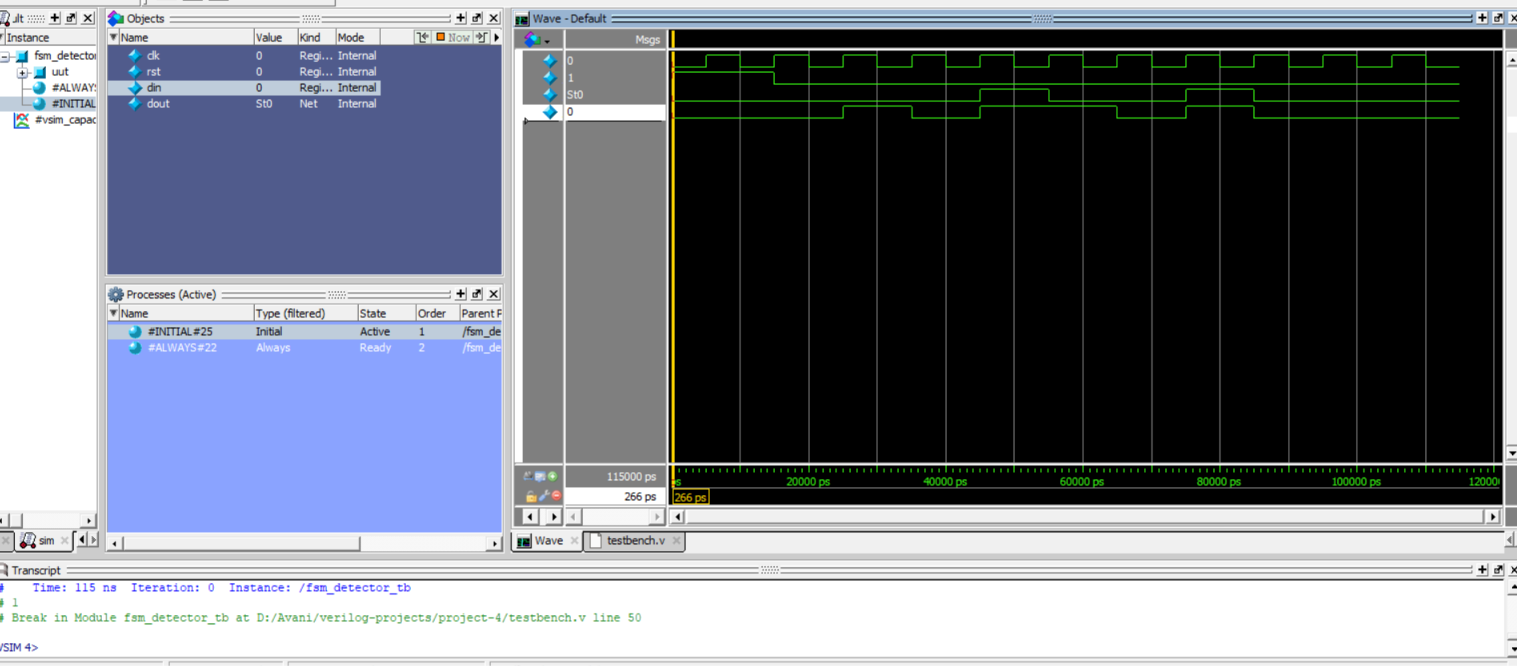 ult
Objects
Wave - Default
Instance
Name Value Kind Mode Now
Msgs
fsm_detector
uut
#ALWAYS
#INITIAL
#vsim_capac
clk 0 Regi... Internal
rst 0 Regi... Internal
din 0 Regi... Internal
dout St0 Net Internal
0
1
St0
0
Processes (Active)
Name Type (filtered) State Order Parent P
#INITIAL#25 Initial Active 1 /fsm_de
#ALWAYS#22 Always Ready 2 /fsm_de
115000 ps
ps 20000 ps 40000 ps 60000 ps 80000 ps 100000 ps 120000
266 ps
266 ps
sim
Wave testbench.v
Transcript
# Time: 115 ns Iteration: 0 Instance: /fsm_detector_tb
# 1
# Break in Module fsm_detector_tb at D:/Avani/verilog-projects/project-4/testbench.v line 50
VSIM 4>